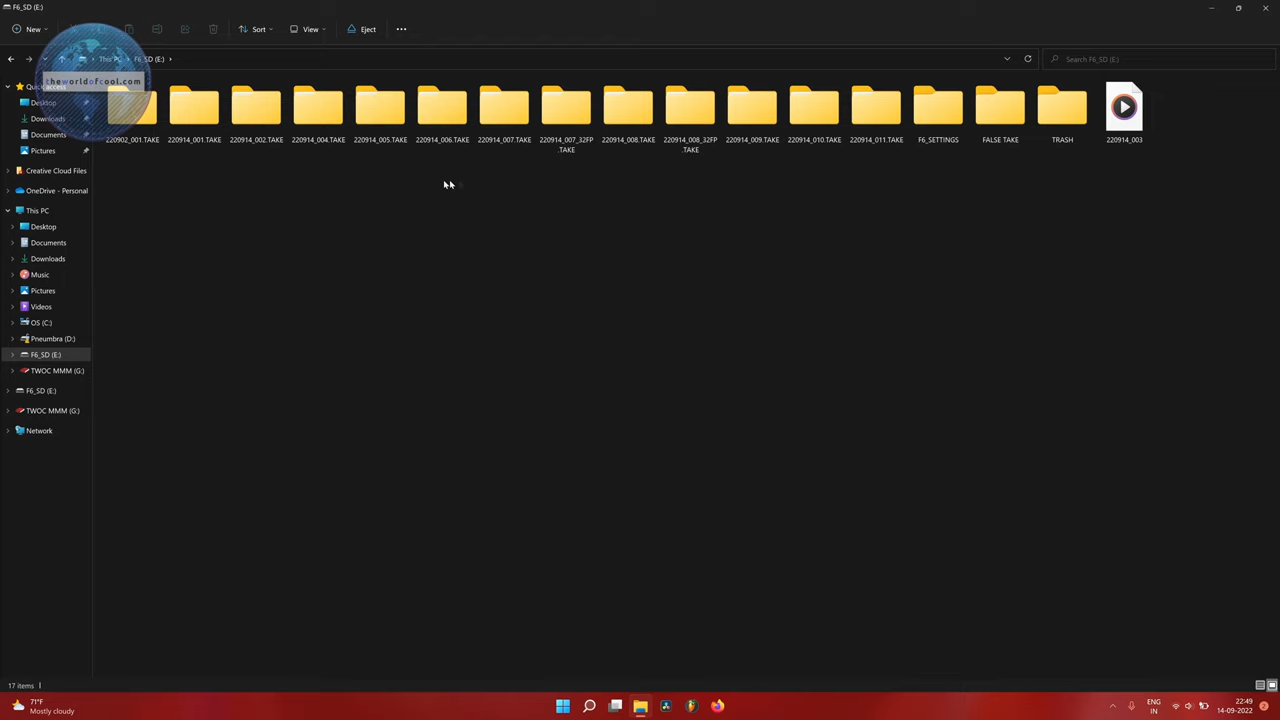 F6_SD (E:)
New
Sort
View
Eject
This PC
F6_SD (E:)
Search F6_SD (E:)
theworldofcool.com
Quick access
Desktop
Downloads
Documents
Pictures
Creative Cloud Files
OneDrive - Personal
This PC
Desktop
Documents
Downloads
Music
Pictures
Videos
OS (C:)
Pneumbra (D:)
F6_SD (E:)
TWOC MMM (G:)
F6_SD (E:)
TWOC MMM (G:)
Network
220902_001.TAKE
220914_001.TAKE
220914_002.TAKE
220914_004.TAKE
220914_005.TAKE
220914_006.TAKE
220914_007.TAKE
220914_007_32FP
.TAKE
220914_008.TAKE
220914_008_32FP
.TAKE
220914_009.TAKE
220914_010.TAKE
220914_011.TAKE
F6_SETTINGS
FALSE TAKE
TRASH
220914_003
17 items
71°F
Mostly cloudy
ENG
IN
22:49
14-09-2022
2